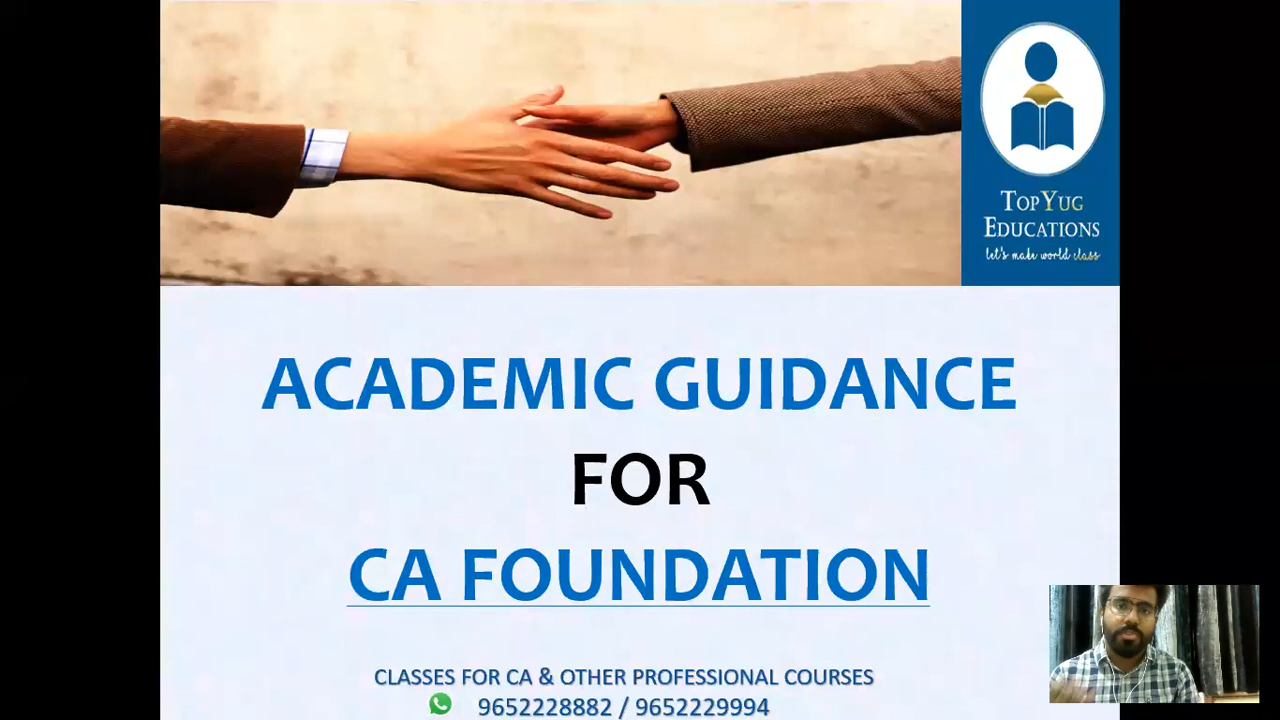 TOPYUG
EDUCATIONS
let's make world class
ACADEMIC GUIDANCE
FOR
CA FOUNDATION
CLASSES FOR CA & OTHER PROFESSIONAL COURSES
9652228882 / 9652229994